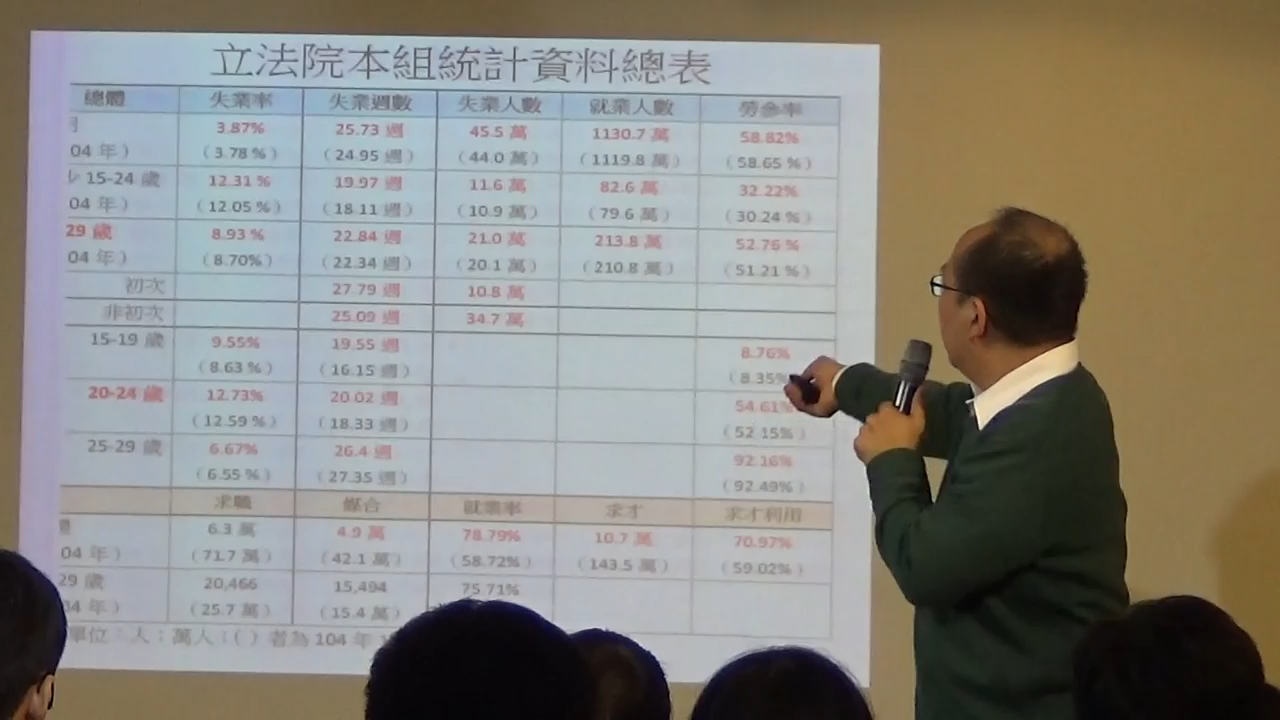 立法院本組統計資料總表
總體 失業率 失業週數 失業人數 就業人數 勞參率
3.87% 25.73 週 45.5 萬 1130.7 萬 58.82%
04 年） （3.78 %） （24.95 週） （44.0 萬） （1119.8 萬） （58.65 %）
15-24 歲 12.31 % 19.97 週 11.6 萬 82.6 萬 32.22%
04 年） （12.05 %） （18.11 週） （10.9 萬） （79.6 萬） （30.24 %）
29 歲 8.93 % 22.84 週 21.0 萬 213.8 萬 52.76 %
04 年） （8.70%） （22.34 週） （20.1 萬） （210.8 萬） （51.21 %）
初次 27.79 週 10.8 萬
非初次 25.09 週 34.7 萬
15-19 歲 9.55% 19.55 週 8.76%
（8.63 %） （16.15 週） （8.35%
20-24 歲 12.73% 20.02 週 54.61%
（12.59 %） （18.33 週） （52.15%）
25-29 歲 6.67% 26.4 週 92.16%
（6.55 %） （27.35 週） （92.49%）
求職 媒合 就業率 求才 求才利用
6.3 萬 4.9 萬 78.79% 10.7 萬 70.97%
04 年） （71.7 萬） （42.1 萬） （58.72%） （143.5 萬） （59.02%）
29 歲 20,466 15,494 75.71%
年） （25.7 萬） （15.4 萬）
單位：人；萬人；( ) 者為 104 年